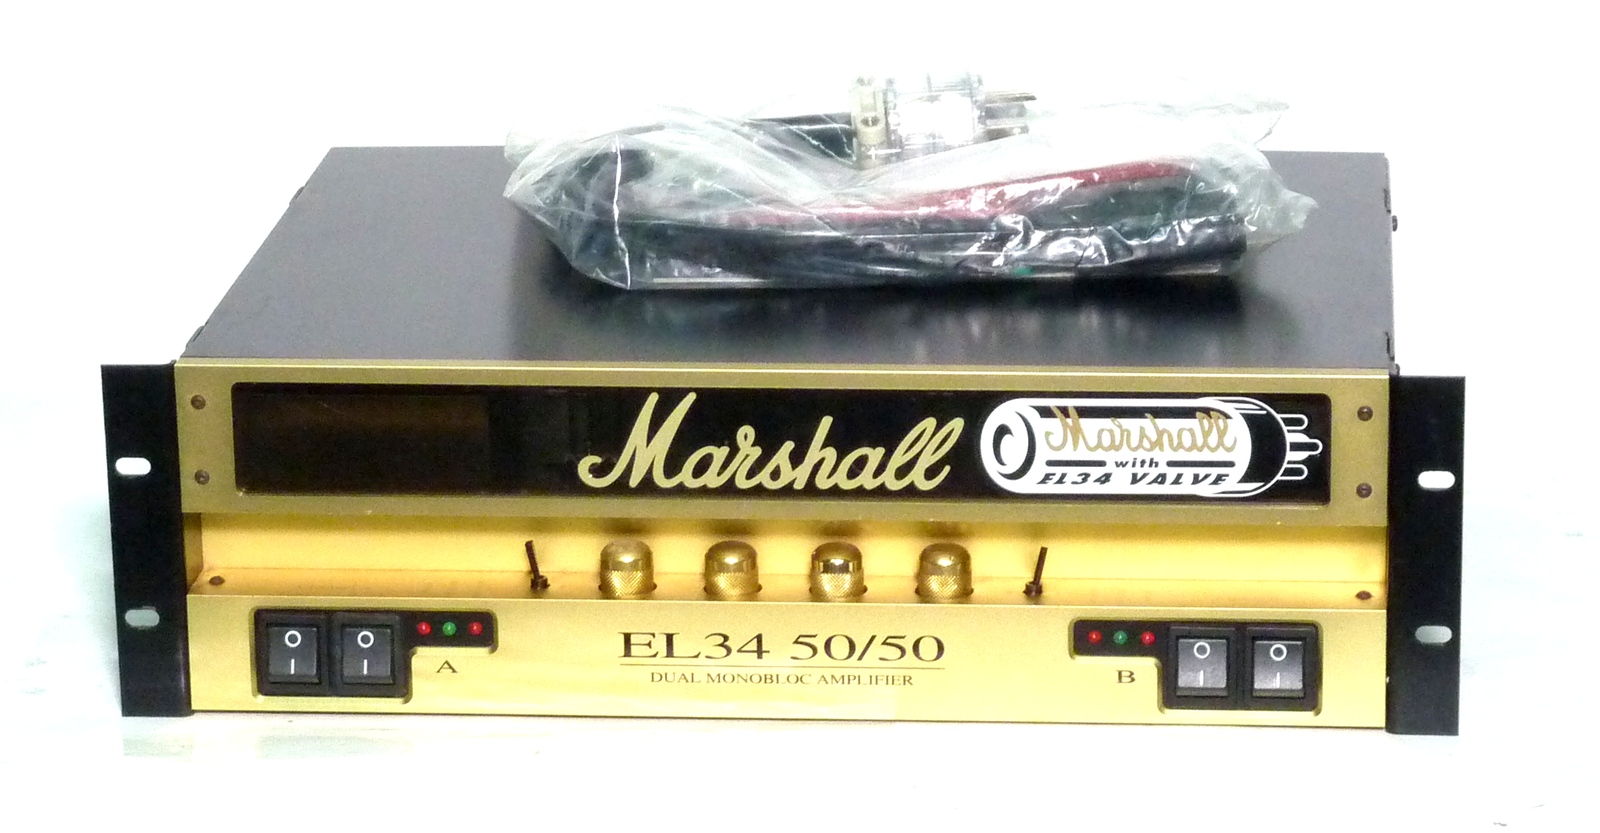 Marshall
Marshall
with
EL34 VALVE
O O
I I
A
EL34 50/50
DUAL MONOBLOC AMPLIFIER
B
O O
I I